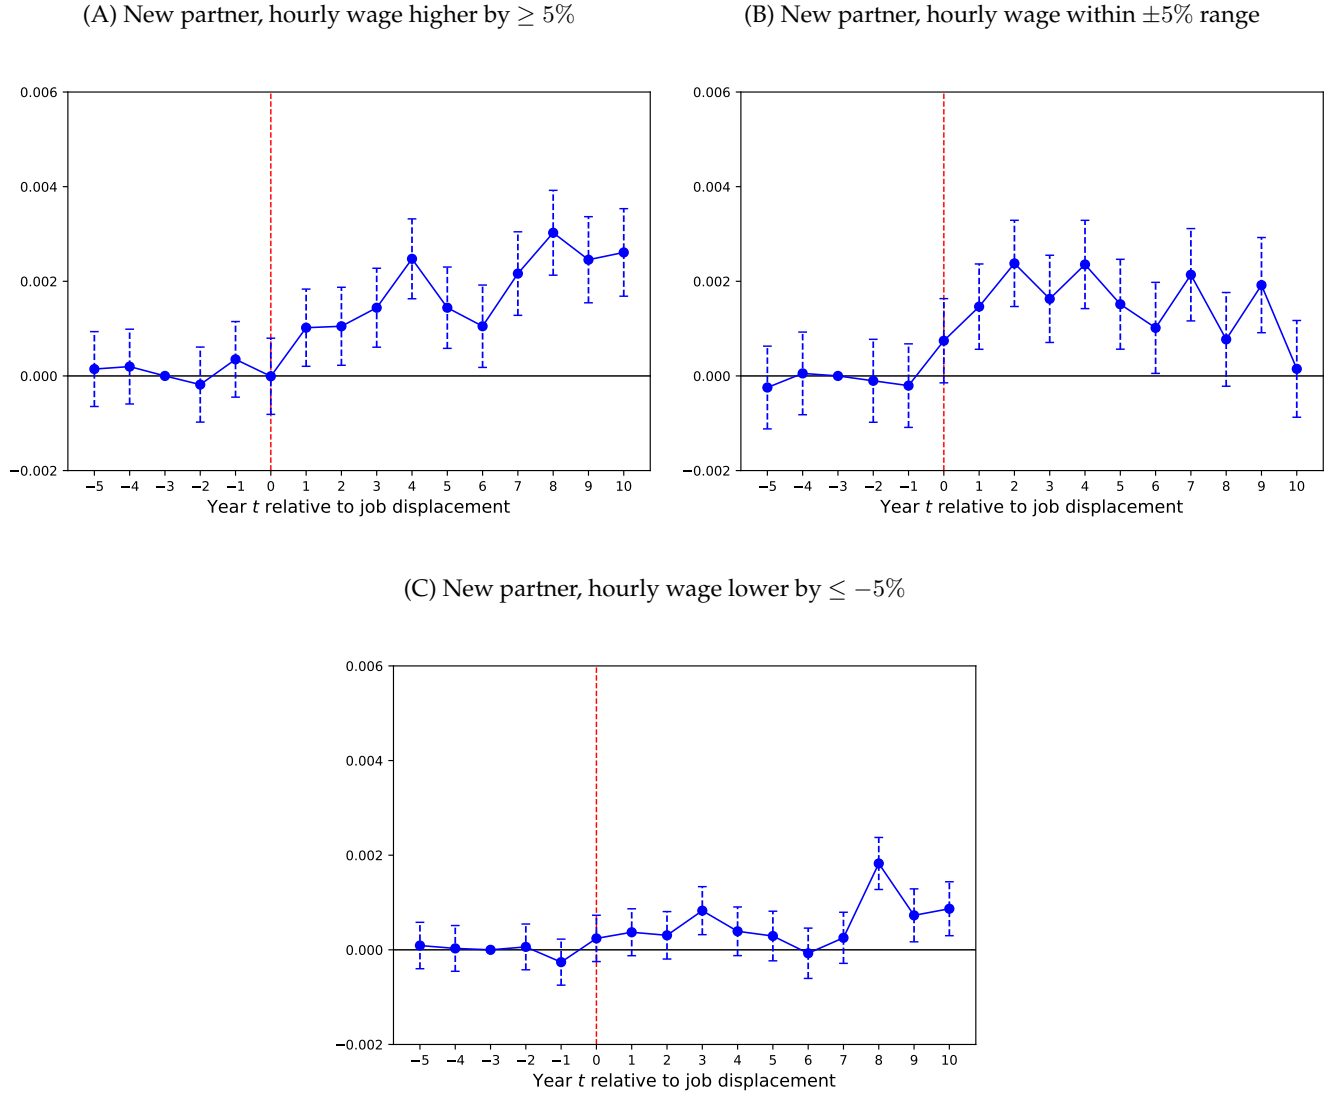 (A) New partner, hourly wage higher by ≥ 5%
0.006
0.004
0.002
0.000
−0.002
−5 −4 −3 −2 −1 0 1 2 3 4 5 6 7 8 9 10
Year t relative to job displacement
(B) New partner, hourly wage within ±5% range
0.006
0.004
0.002
0.000
−0.002
−5 −4 −3 −2 −1 0 1 2 3 4 5 6 7 8 9 10
Year t relative to job displacement
(C) New partner, hourly wage lower by ≤ −5%
0.006
0.004
0.002
0.000
−0.002
−5 −4 −3 −2 −1 0 1 2 3 4 5 6 7 8 9 10
Year t relative to job displacement